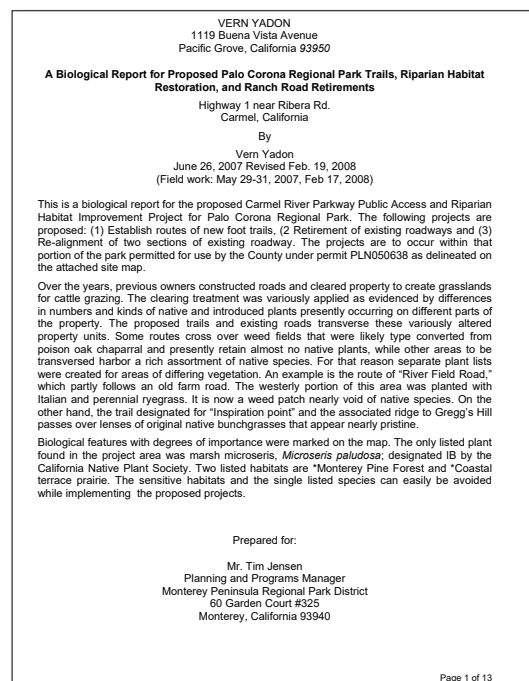 VERN YADON
1119 Buena Vista Avenue
Pacific Grove, California 93950
A Biological Report for Proposed Palo Corona Regional Park Trails, Riparian Habitat
Restoration, and Ranch Road Retirements
Highway 1 near Ribera Rd.
Carmel, California
By
Vern Yadon
June 26, 2007 Revised Feb. 19, 2008
(Field work: May 29-31, 2007, Feb 17, 2008)
This is a biological report for the proposed Carmel River Parkway Public Access and Riparian
Habitat Improvement Project for Palo Corona Regional Park. The following projects are
proposed: (1) Establish routes of new foot trails, (2 Retirement of existing roadways and (3)
Re-alignment of two sections of existing roadway. The projects are to occur within that
portion of the park permitted for use by the County under permit PLN050638 as delineated on
the attached site map.
Over the years, previous owners constructed roads and cleared property to create grasslands
for cattle grazing. The clearing treatment was variously applied as evidenced by differences
in numbers and kinds of native and introduced plants presently occurring on different parts of
the property. The proposed trails and existing roads transverse these variously altered
property units. Some routes cross over weed fields that were likely type converted from
poison oak chaparral and presently retain almost no native plants, while other areas to be
transversed harbor a rich assortment of native species. For that reason separate plant lists
were created for areas of differing vegetation. An example is the route of "River Field Road,"
which partly follows an old farm road. The westerly portion of this area was planted with
Italian and perennial ryegrass. It is now a weed patch nearly void of native species. On the
other hand, the trail designated for "Inspiration point" and the associated ridge to Gregg's Hill
passes over lenses of original native bunchgrasses that appear nearly pristine.
Biological features with degrees of importance were marked on the map. The only listed plant
found in the project area was marsh microseris, Microseris paludosa; designated IB by the
California Native Plant Society. Two listed habitats are *Monterey Pine Forest and *Coastal
terrace prairie. The sensitive habitats and the single listed species can easily be avoided
while implementing the proposed projects.
Prepared for:
Mr. Tim Jensen
Planning and Programs Manager
Monterey Peninsula Regional Park District
60 Garden Court #325
Monterey, California 93940
Page 1 of 13